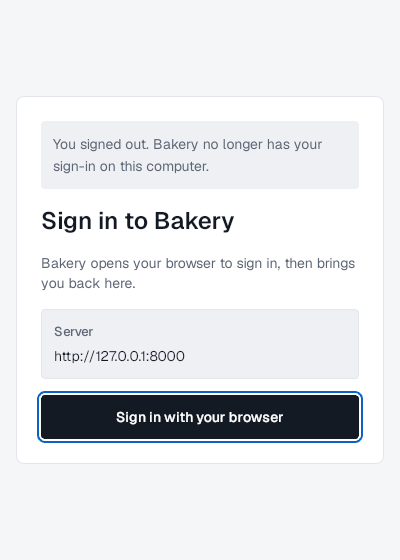 You signed out. Bakery no longer has your
sign-in on this computer.
Sign in to Bakery
Bakery opens your browser to sign in, then brings
you back here.
Server
http://127.0.0.1:8000
Sign in with your browser